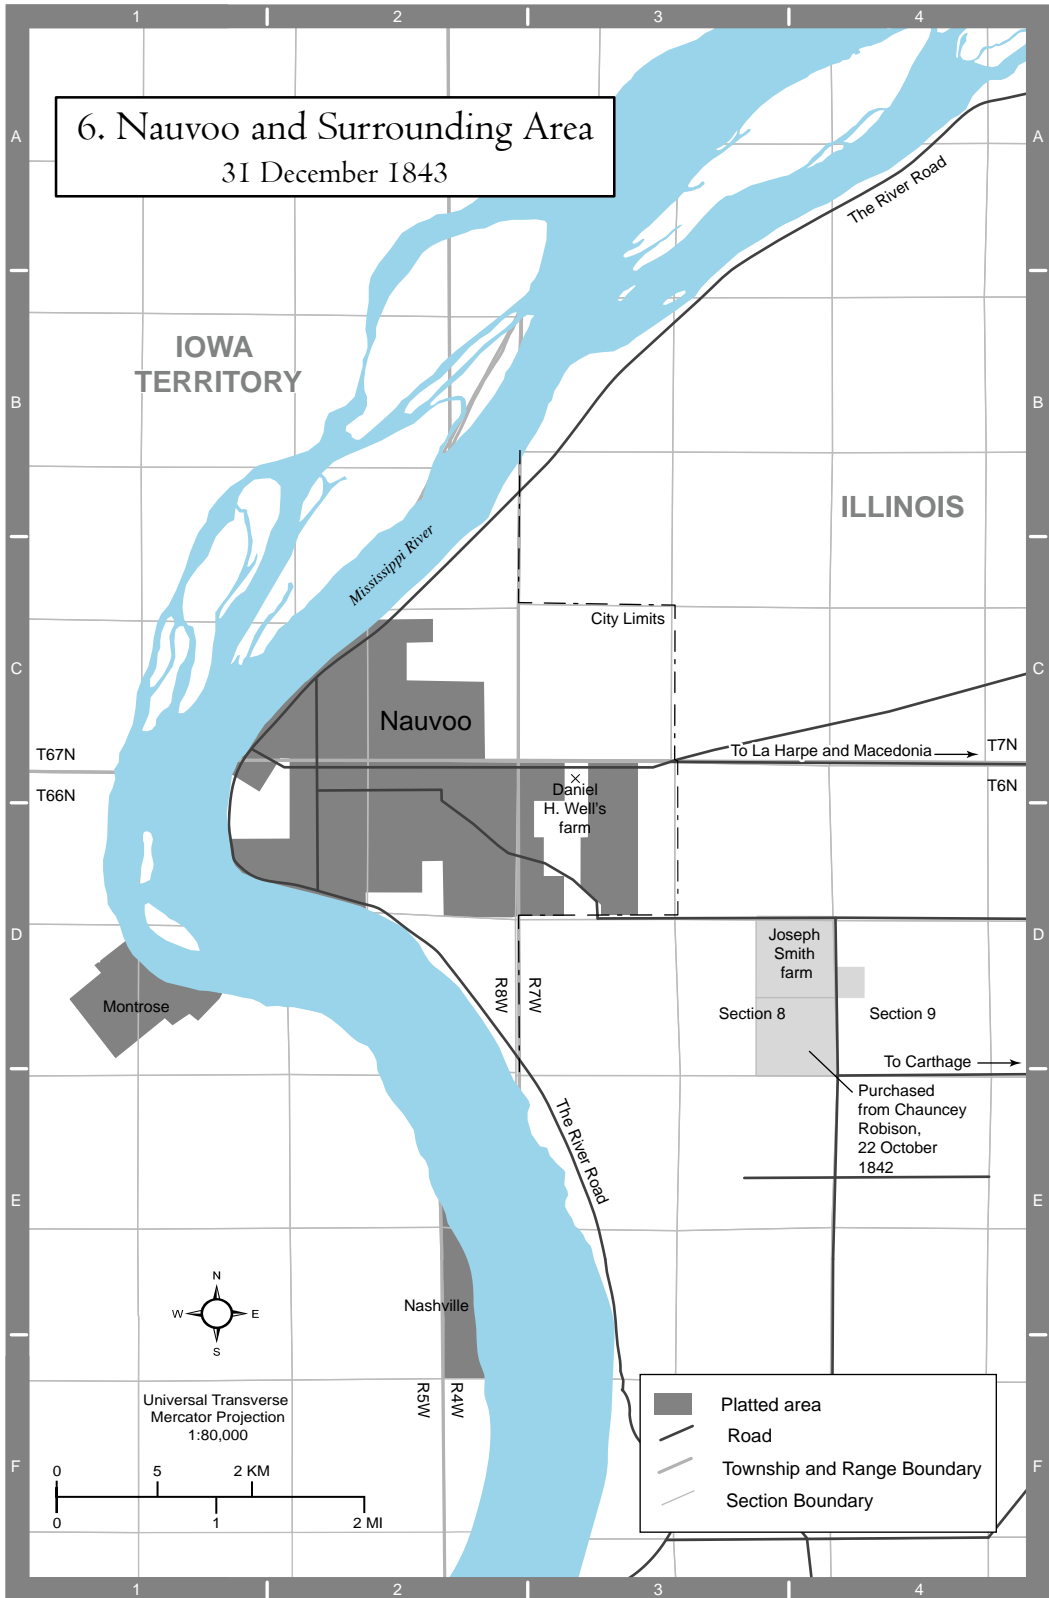 1 2 3 4
6. Nauvoo and Surrounding Area
31 December 1843
A
A
The River Road
IOWA
TERRITORY
B
B
ILLINOIS
Mississippi River
City Limits
C
C
Nauvoo
T67N
To La Harpe and Macedonia
T7N
T66N
T6N
Daniel
H. Well's
farm
D
D
Joseph
Smith
farm
R8W
R7W
Montrose
Section 8
Section 9
To Carthage
Purchased
from Chauncey
Robison,
22 October
1842
The River Road
E
E
N
W
E
S
Nashville
R5W
R4W
Universal Transverse
Mercator Projection
1:80,000
0 5 2 KM
0 1 2 MI
Platted area
Road
Township and Range Boundary
Section Boundary
F
F
1 2 3 4